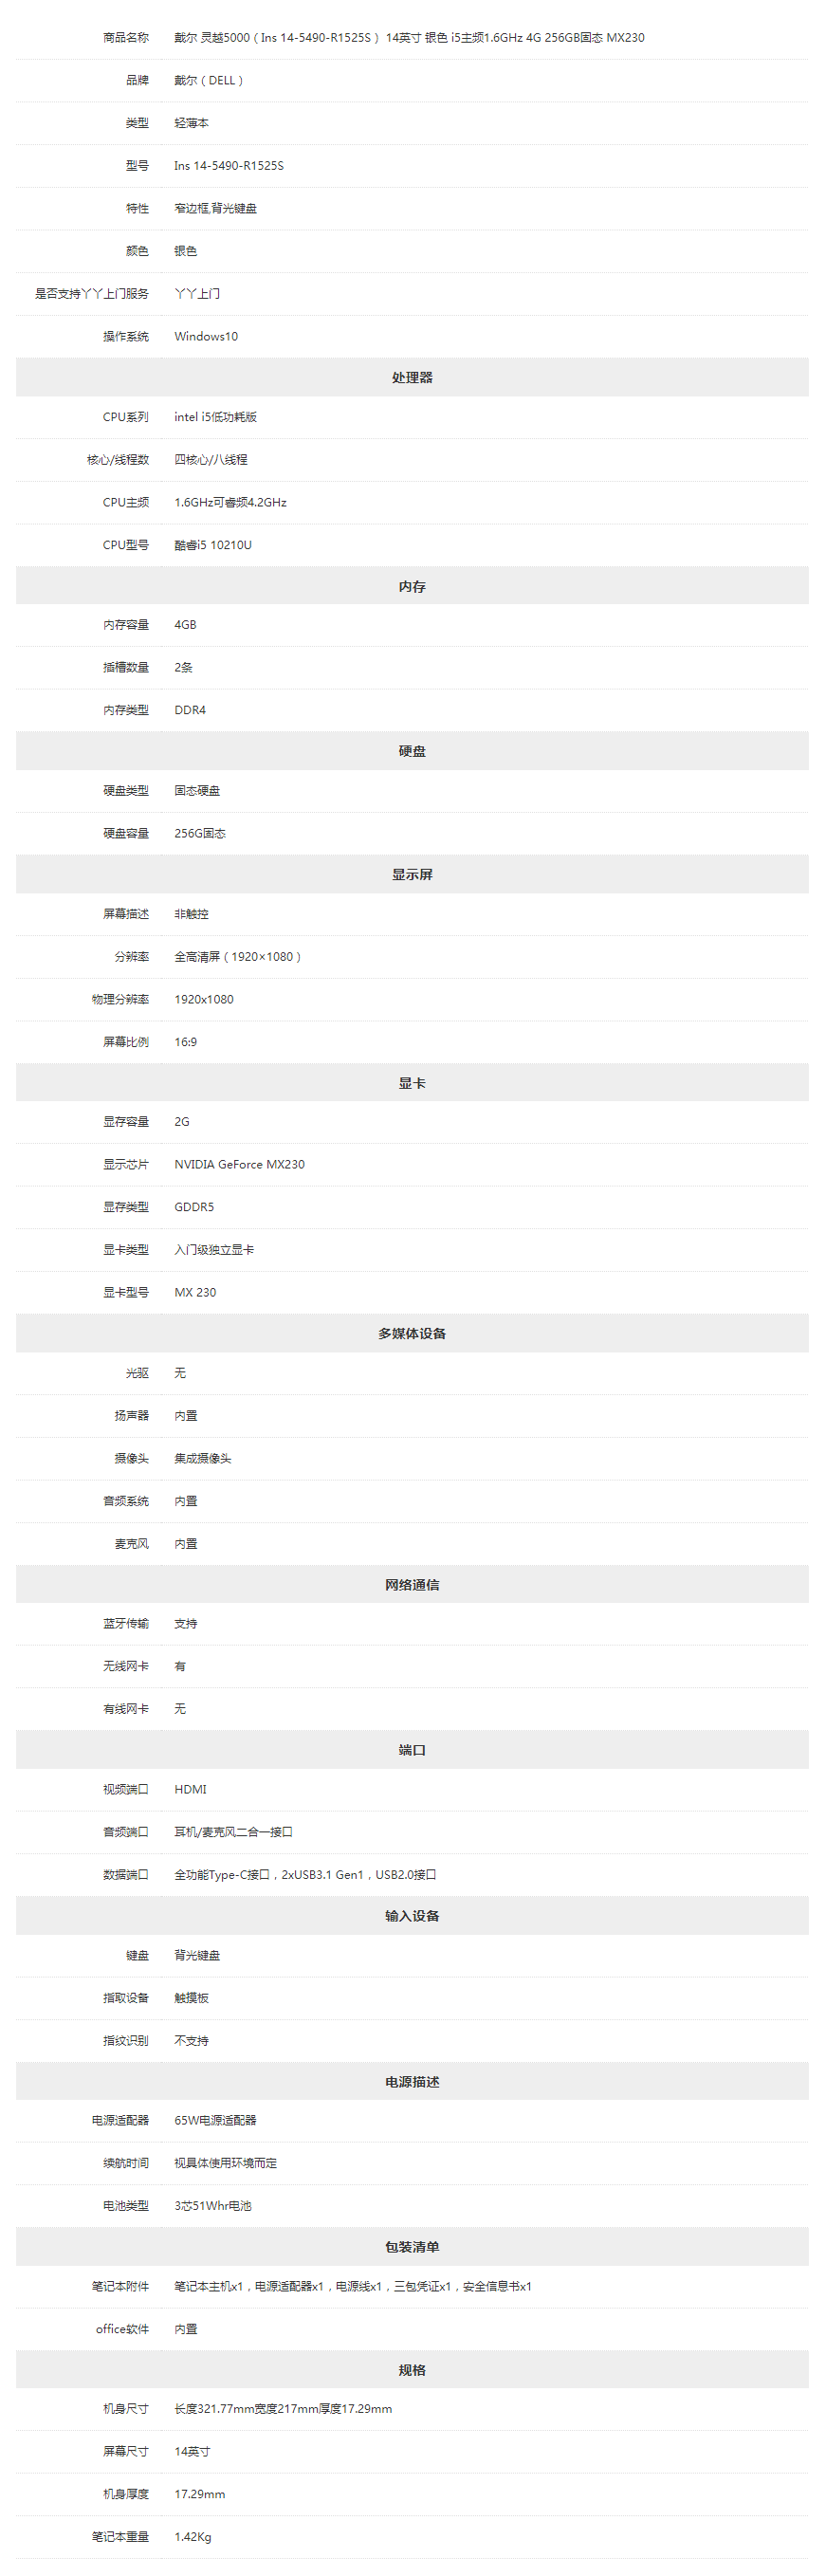 商品名称 戴尔 灵越5000（Ins 14-5490-R1525S） 14英寸 银色 i5主频1.6GHz 4G 256GB固态 MX230
品牌 戴尔（DELL）
类型 轻薄本
型号 Ins 14-5490-R1525S
特性 窄边框,背光键盘
颜色 银色
是否支持丫丫上门服务 丫丫上门
操作系统 Windows10
处理器
CPU系列 intel i5低功耗版
核心/线程数 四核心/八线程
CPU主频 1.6GHz可睿频4.2GHz
CPU型号 酷睿i5 10210U
内存
内存容量 4GB
插槽数量 2条
内存类型 DDR4
硬盘
硬盘类型 固态硬盘
硬盘容量 256G固态
显示屏
屏幕描述 非触控
分辨率 全高清屏（1920×1080）
物理分辨率 1920x1080
屏幕比例 16:9
显卡
显存容量 2G
显示芯片 NVIDIA GeForce MX230
显存类型 GDDR5
显卡类型 入门级独立显卡
显卡型号 MX 230
多媒体设备
光驱 无
扬声器 内置
摄像头 集成摄像头
音频系统 内置
麦克风 内置
网络通信
蓝牙传输 支持
无线网卡 有
有线网卡 无
端口
视频端口 HDMI
音频端口 耳机/麦克风二合一接口
数据端口 全功能Type-C接口，2xUSB3.1 Gen1，USB2.0接口
输入设备
键盘 背光键盘
指取设备 触摸板
指纹识别 不支持
电源描述
电源适配器 65W电源适配器
续航时间 视具体使用环境而定
电池类型 3芯51Whr电池
包装清单
笔记本附件 笔记本主机x1，电源适配器x1，电源线x1，三包凭证x1，安全信息书x1
office软件 内置
规格
机身尺寸 长度321.77mm宽度217mm厚度17.29mm
屏幕尺寸 14英寸
机身厚度 17.29mm
笔记本重量 1.42Kg